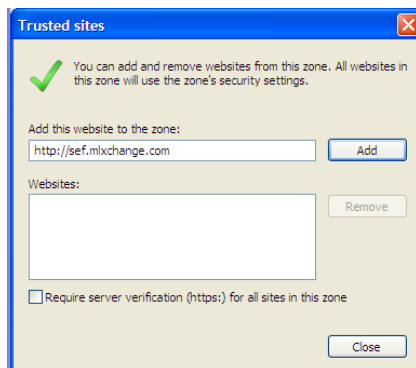 Trusted sites
You can add and remove websites from this zone. All websites in
this zone will use the zone's security settings.
Add this website to the zone:
http://sef.mlxchange.com
Add
Websites:
Remove
Require server verification (https:) for all sites in this zone
Close